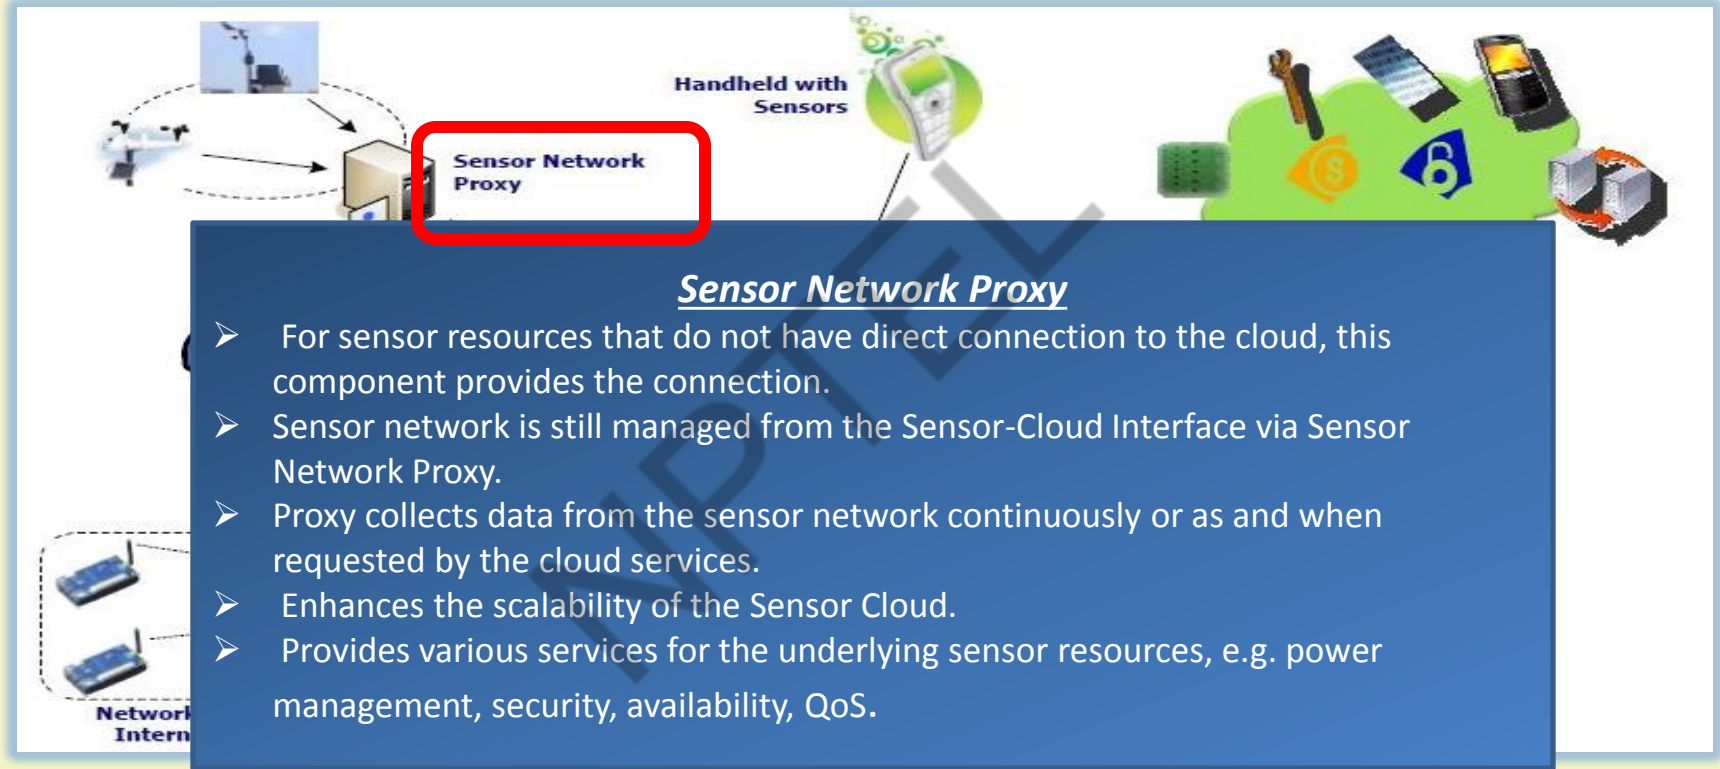 Handheld with
Sensors
Sensor Network
Proxy
Sensor Network Proxy
➢ For sensor resources that do not have direct connection to the cloud, this
component provides the connection.
➢ Sensor network is still managed from the Sensor-Cloud Interface via Sensor
Network Proxy.
➢ Proxy collects data from the sensor network continuously or as and when
requested by the cloud services.
➢ Enhances the scalability of the Sensor Cloud.
➢ Provides various services for the underlying sensor resources, e.g. power
management, security, availability, QoS.
NPTEL